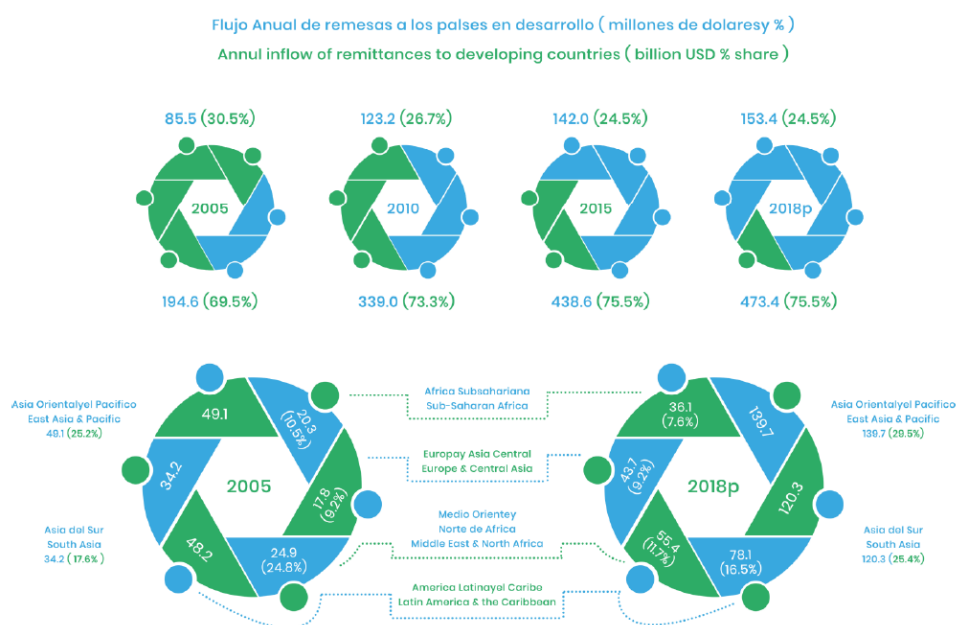 Flujo Anual de remesas a los palses en desarrollo ( millones de dolaresy % )
Annul inflow of remittances to developing countries ( billion USD % share )
85.5 (30.5%)
123.2 (26.7%)
142.0 (24.5%)
153.4 (24.5%)
2005
2010
2015
2018p
194.6 (69.5%)
339.0 (73.3%)
438.6 (75.5%)
473.4 (75.5%)
Asia Orientalyel Pacifico
East Asia & Pacific
49.1 (25.2%)
Asia del Sur
South Asia
34.2 (17.6%)
49.1
20.3
(10.5%)
34.2
2005
17.8
(9.2%)
48.2
24.9
(24.8%)
Africa Subsahariana
Sub-Saharan Africa
Europay Asia Central
Europe & Central Asia
Medio Orientey
Norte de Africa
Middle East & North Africa
America Latinayel Caribo
Latin America & the Caribboan
36.1
(7.6%)
139.7
43.7
(9.2%)
2018p
120.3
55.4
(11.7%)
78.1
(16.5%)
Asia Orientalyel Pacifico
East Asia & Pacific
139.7 (29.5%)
Asia del Sur
South Asia
120.3 (25.4%)